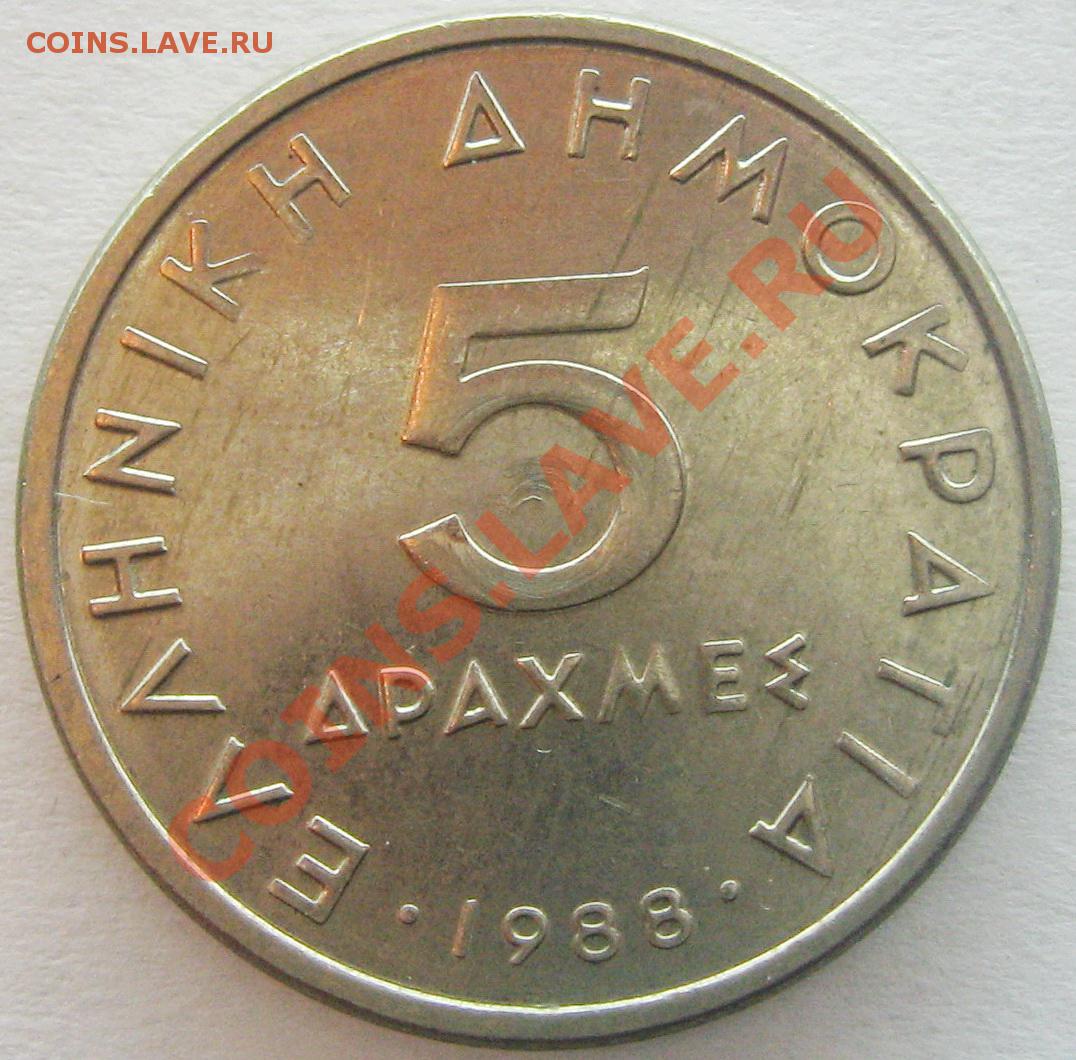 COINS.LAVE.RU
ΕΛΛΗΝΙΚΗ ΔΗΜΟΚΡΑΤΙΑ
5
ΔΡΑΧΜΕΣ
· 1988 ·
COINS.LAVE.RU